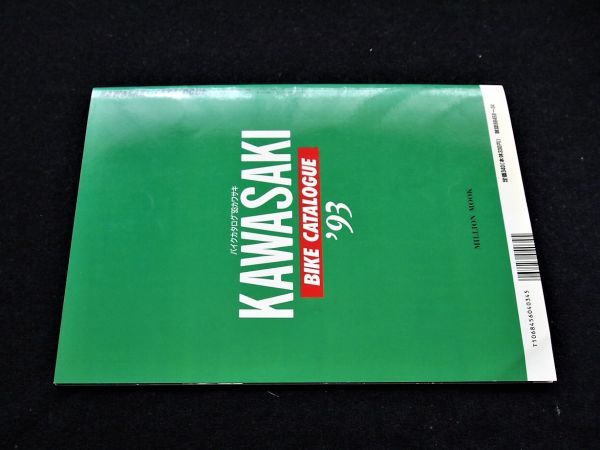 バイクカタログ'93カワサキ
KAWASAKI
BIKE CATALOGUE
'93
MILLION MOOK
T1068456040345